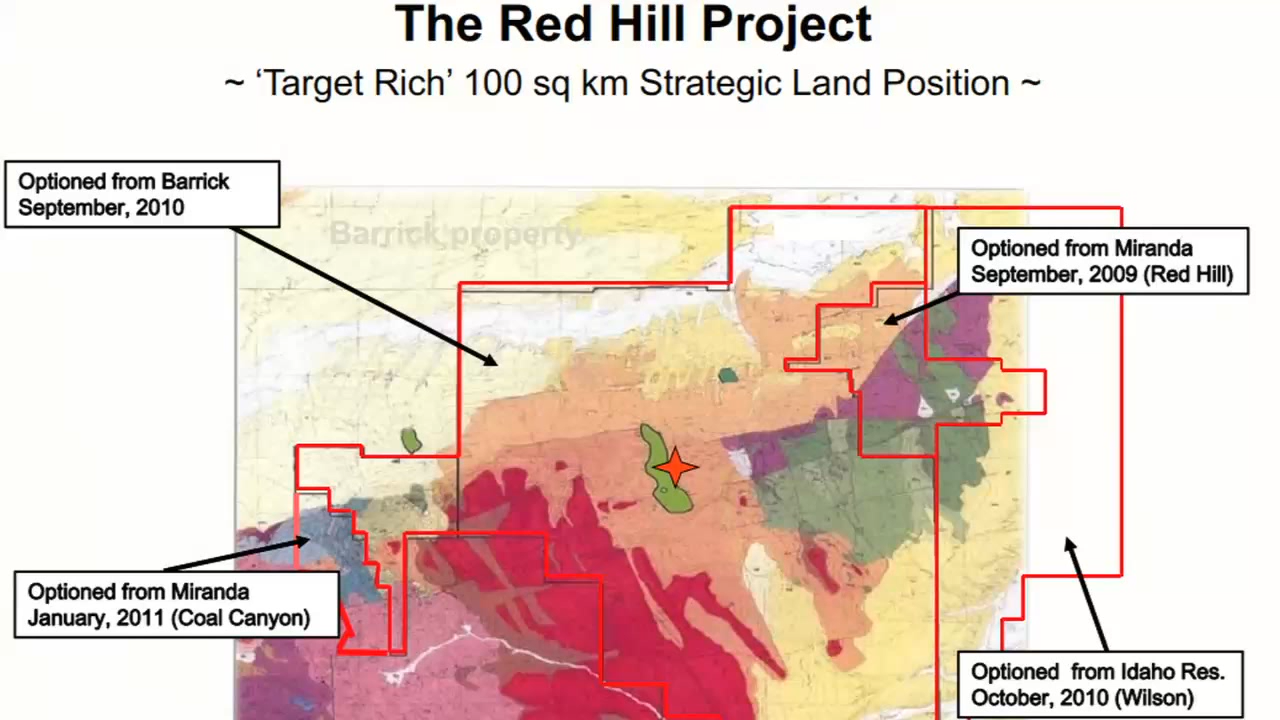 The Red Hill Project
~ ‘Target Rich’ 100 sq km Strategic Land Position ~
Optioned from Barrick
September, 2010
Barrick property
Optioned from Miranda
September, 2009 (Red Hill)
Optioned from Miranda
January, 2011 (Coal Canyon)
Optioned from Idaho Res.
October, 2010 (Wilson)